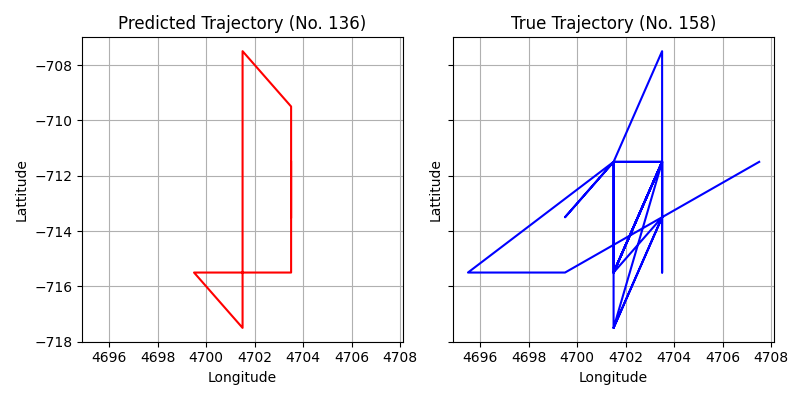 Predicted Trajectory (No. 136)
True Trajectory (No. 158)
−708
−710
−712
−714
−716
−718
Lattitude
Lattitude
4696 4698 4700 4702 4704 4706 4708
4696 4698 4700 4702 4704 4706 4708
Longitude
Longitude